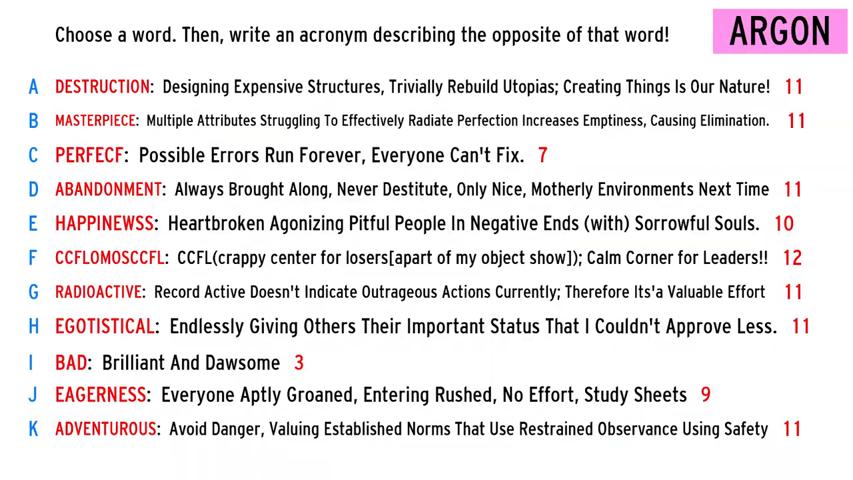 Choose a word. Then, write an acronym describing the opposite of that word!
ARGON
A DESTRUCTION: Designing Expensive Structures, Trivially Rebuild Utopias; Creating Things Is Our Nature! 11
B MASTERPIECE: Multiple Attributes Struggling To Effectively Radiate Perfection Increases Emptiness, Causing Elimination. 11
C PERFECF: Possible Errors Run Forever, Everyone Can't Fix. 7
D ABANDONMENT: Always Brought Along, Never Destitute, Only Nice, Motherly Environments Next Time 11
E HAPPINEWSS: Heartbroken Agonizing Pitful People In Negative Ends (with) Sorrowful Souls. 10
F CCFLOMOSCCFL: CCFL(crappy center for losers[apart of my object show]); Calm Corner for Leaders!! 12
G RADIOACTIVE: Record Active Doesn't Indicate Outrageous Actions Currently; Therefore Its'a Valuable Effort 11
H EGOTISTICAL: Endlessly Giving Others Their Important Status That I Couldn't Approve Less. 11
I BAD: Brilliant And Dawsome 3
J EAGERNESS: Everyone Aptly Groaned, Entering Rushed, No Effort, Study Sheets 9
K ADVENTUROUS: Avoid Danger, Valuing Established Norms That Use Restrained Observance Using Safety 11